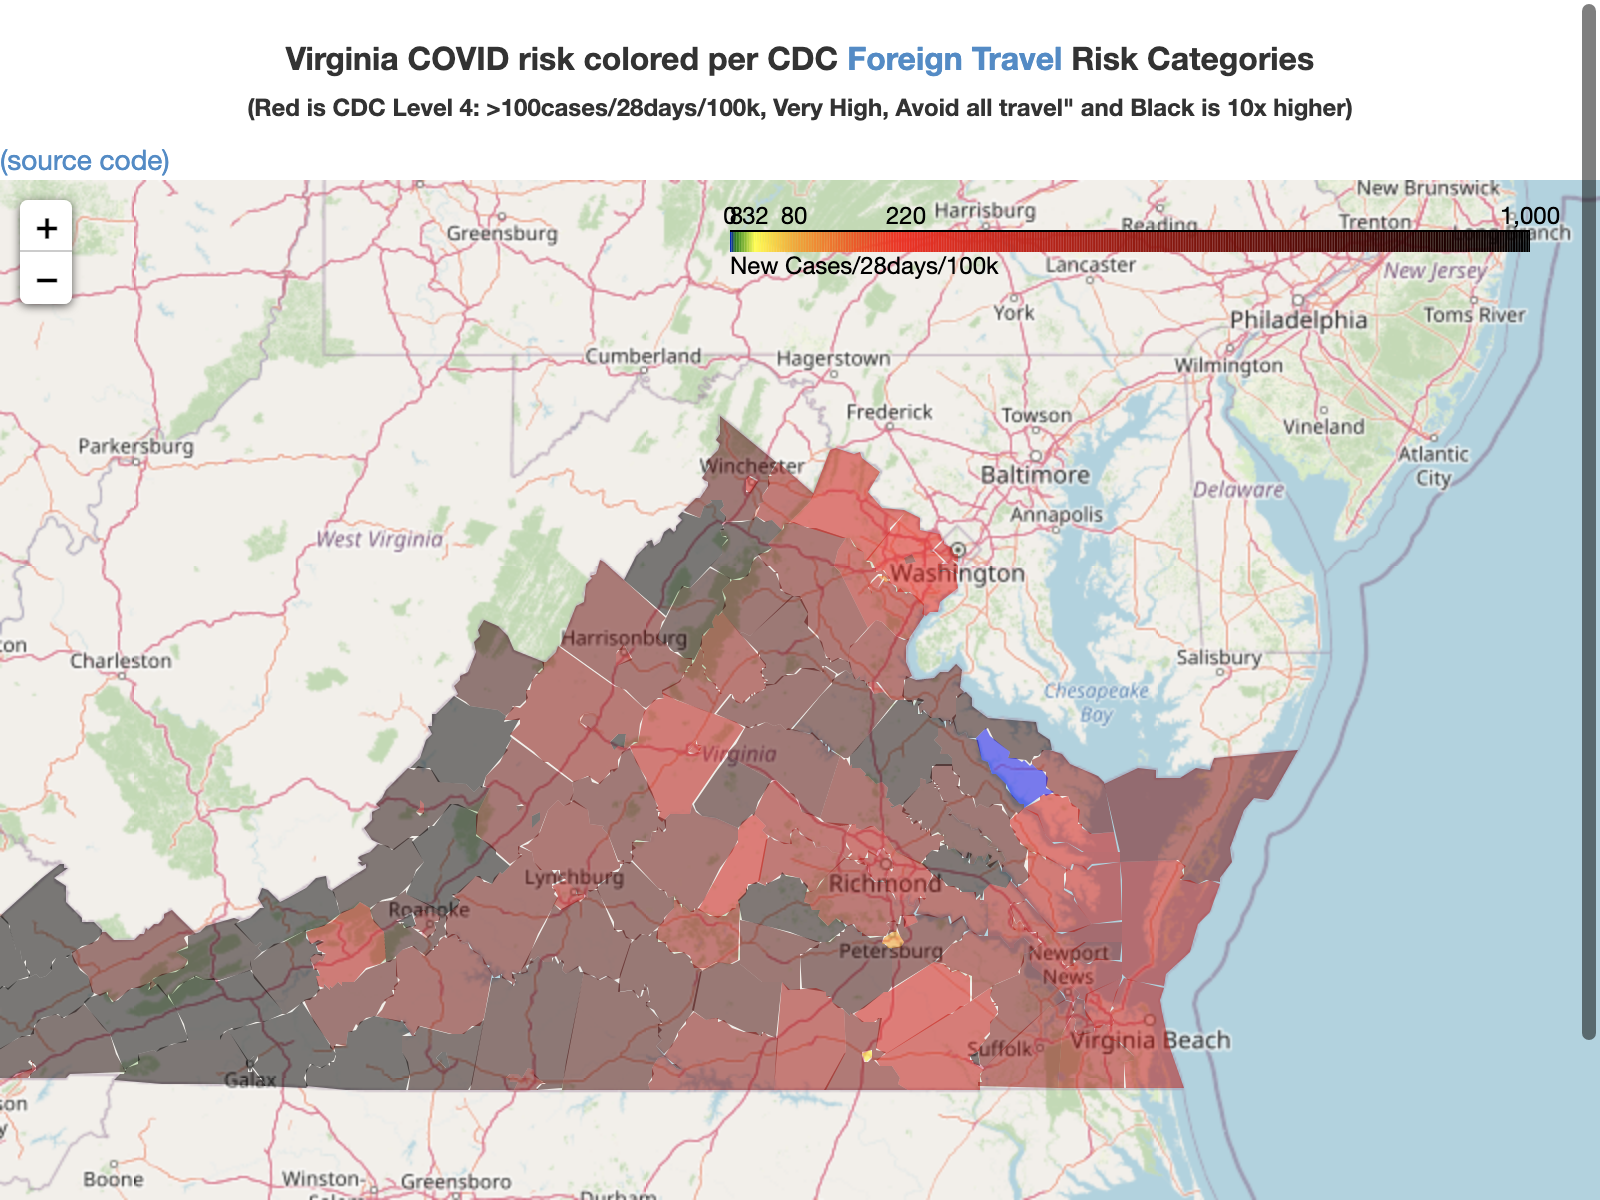 Virginia COVID risk colored per CDC Foreign Travel Risk Categories
(Red is CDC Level 4: >100cases/28days/100k, Very High, Avoid all travel" and Black is 10x higher)
(source code)
New Brunswick
+
−
0 8 32 80 220 1,000
Harrisburg
Reading
Trenton
Greensburg
New Cases/28days/100k
Lancaster
New Jersey
York
Philadelphia
Toms River
Cumberland
Hagerstown
Wilmington
Frederick
Towson
Vineland
Parkersburg
Winchester
Baltimore
Atlantic
City
Delaware
Annapolis
West Virginia
Washington
Harrisonburg
Charleston
Salisbury
Chesapeake
Bay
Virginia
Lynchburg
Richmond
Roanoke
Petersburg
Newport
News
Virginia Beach
Suffolk
Galax
Boone
Winston-
Greensboro
Durham